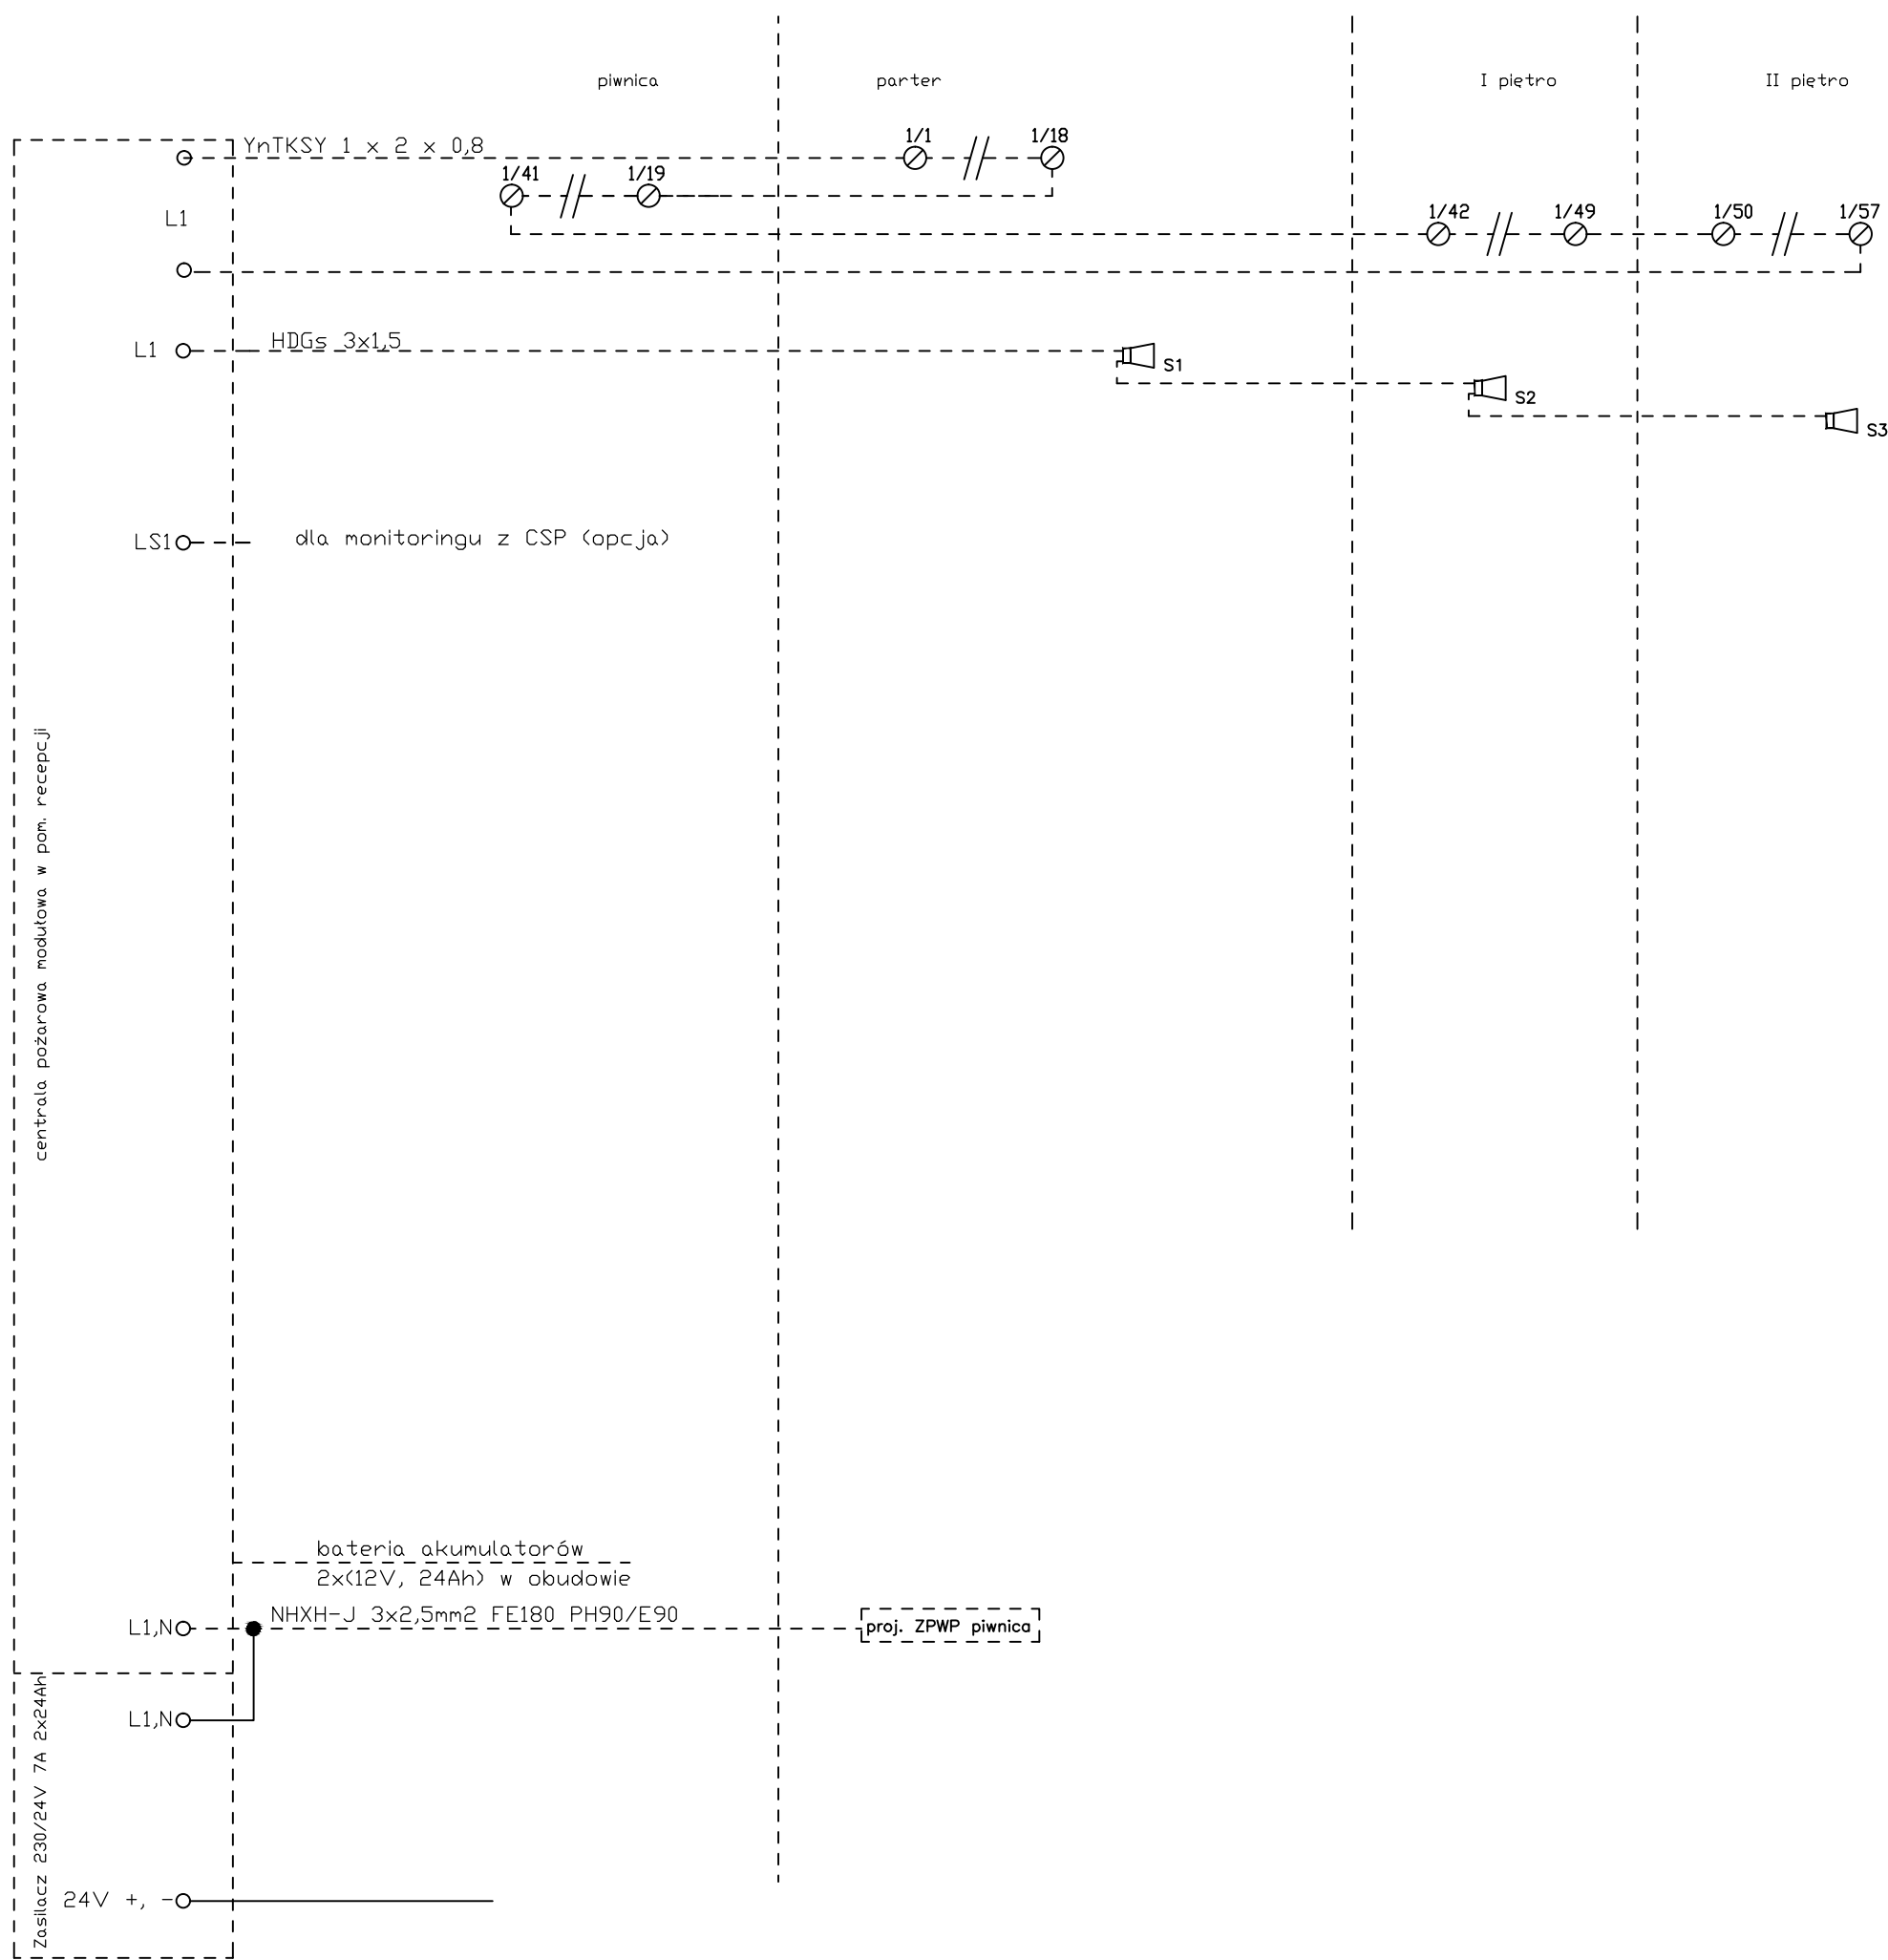 piwnica
parter
I piętro
II piętro
YnTKSY 1 x 2 x 0,8
1/1
1/18
1/41
1/19
L1
1/42
1/49
1/50
1/57
L1
HDGs 3x1,5
S1
S2
S3
LS1
dla monitoringu z CSP (opcja)
centrala pożarowa modułowa w pom. recepcji
bateria akumulatorów
2x(12V, 24Ah) w obudowie
L1,N
NHXH-J 3x2,5mm2 FE180 PH90/E90
proj. ZPWP piwnica
L1,N
Zasilacz 230/24V 7A 2x24Ah
24V +, -